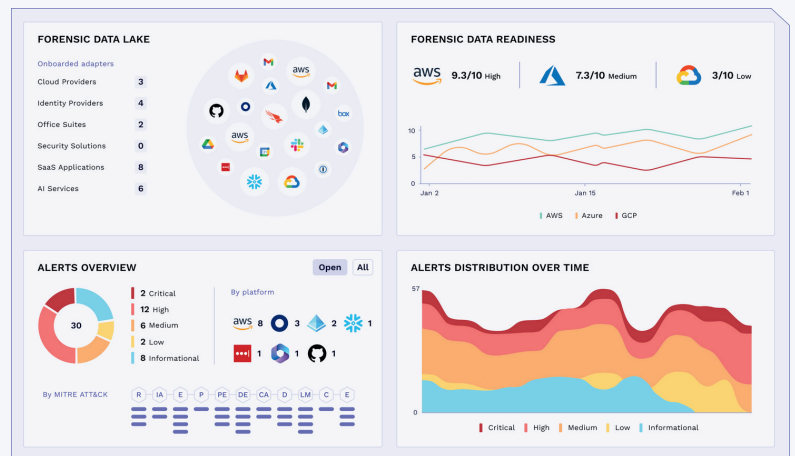 FORENSIC DATA LAKE
Onboarded adapters
Cloud Providers 3
Identity Providers 4
Office Suites 2
Security Solutions 0
SaaS Applications 8
AI Services 6
aws
box
aws
FORENSIC DATA READINESS
aws 9.3/10 High
7.3/10 Medium
3/10 Low
10
5
0
Jan 2 Jan 15 Feb 1
AWS Azure GCP
ALERTS OVERVIEW
Open All
30
2 Critical
12 High
6 Medium
2 Low
8 Informational
By platform
aws 8 3 2 1
1 1 1
By MITRE ATT&CK
R IA E P PE DE CA D LM C E
ALERTS DISTRIBUTION OVER TIME
57
0
Critical High Medium Low Informational